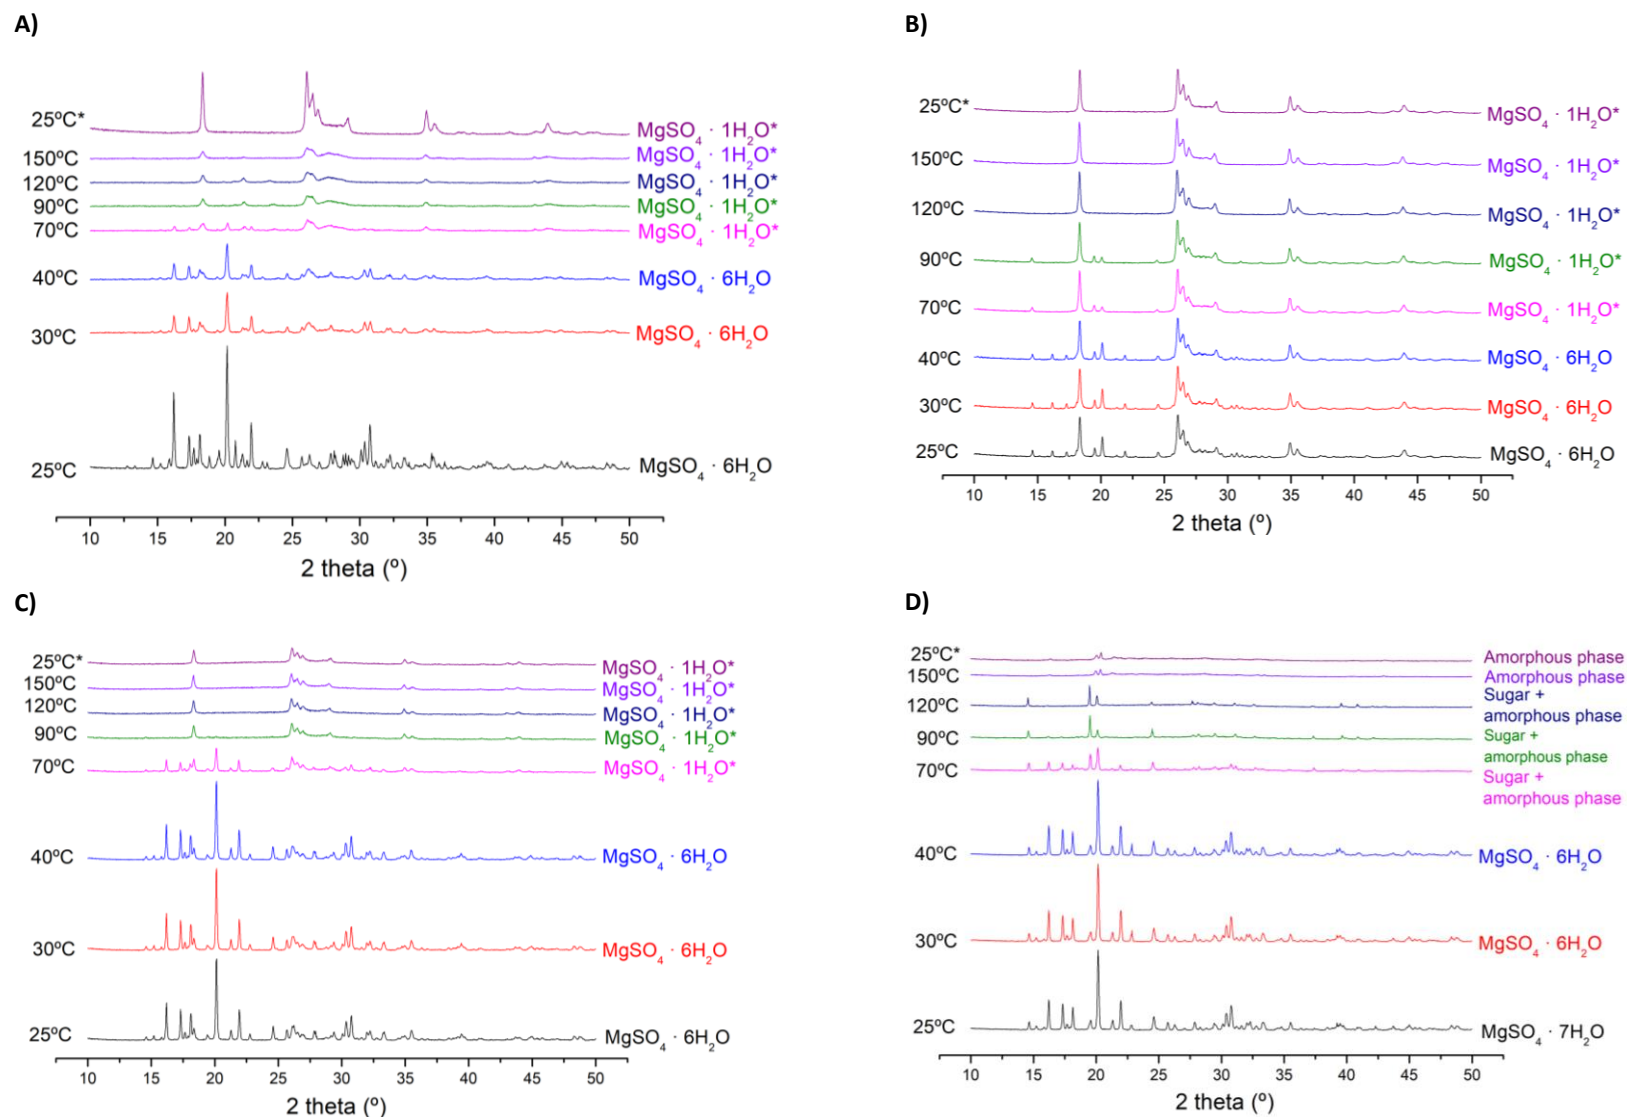 A)
25ºC* MgSO₄ · 1H₂O*
150ºC MgSO₄ · 1H₂O*
120ºC MgSO₄ · 1H₂O*
90ºC MgSO₄ · 1H₂O*
70ºC MgSO₄ · 1H₂O*
40ºC MgSO₄ · 6H₂O
30ºC MgSO₄ · 6H₂O
25ºC MgSO₄ · 6H₂O
10 15 20 25 30 35 40 45 50
2 theta (º)
B)
25ºC* MgSO₄ · 1H₂O*
150ºC MgSO₄ · 1H₂O*
120ºC MgSO₄ · 1H₂O*
90ºC MgSO₄ · 1H₂O*
70ºC MgSO₄ · 1H₂O*
40ºC MgSO₄ · 6H₂O
30ºC MgSO₄ · 6H₂O
25ºC MgSO₄ · 6H₂O
10 15 20 25 30 35 40 45 50
2 theta (º)
C)
25ºC* MgSO₄ · 1H₂O*
150ºC MgSO₄ · 1H₂O*
120ºC MgSO₄ · 1H₂O*
90ºC MgSO₄ · 1H₂O*
70ºC MgSO₄ · 1H₂O*
40ºC MgSO₄ · 6H₂O
30ºC MgSO₄ · 6H₂O
25ºC MgSO₄ · 6H₂O
10 15 20 25 30 35 40 45 50
2 theta (º)
D)
25ºC* Amorphous phase
150ºC Amorphous phase
120ºC Sugar +
amorphous phase
90ºC Sugar +
amorphous phase
70ºC Sugar +
amorphous phase
40ºC MgSO₄ · 6H₂O
30ºC MgSO₄ · 6H₂O
25ºC MgSO₄ · 7H₂O
10 15 20 25 30 35 40 45 50
2 theta (º)